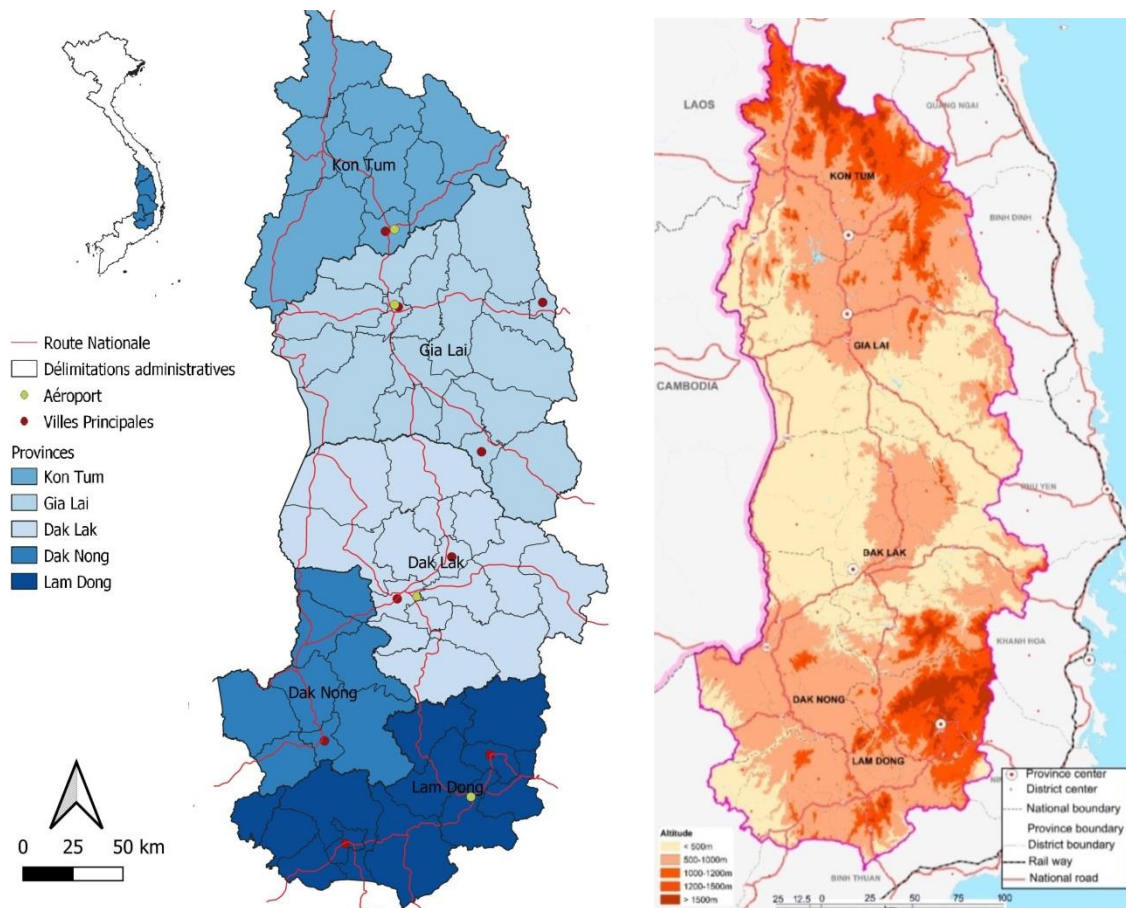 Kon Tum
Gia Lai
Dak Lak
Dak Nong
Lam Dong
Route Nationale
Délimitations administratives
Aéroport
Villes Principales
Provinces
Kon Tum
Gia Lai
Dak Lak
Dak Nong
Lam Dong
0 25 50 km
LAOS
QUANG NGAI
KON TUM
BINH DINH
GIA LAI
CAMBODIA
PHU YEN
DAK LAK
KHANH HOA
DAK NONG
LAM DONG
BINH THUAN
Altitude
< 500m
500-1000m
1000-1200m
1200-1500m
> 1500m
Province center
District center
National boundary
Province boundary
District boundary
Rail way
National road
25 12.5 0 25 50 75 100